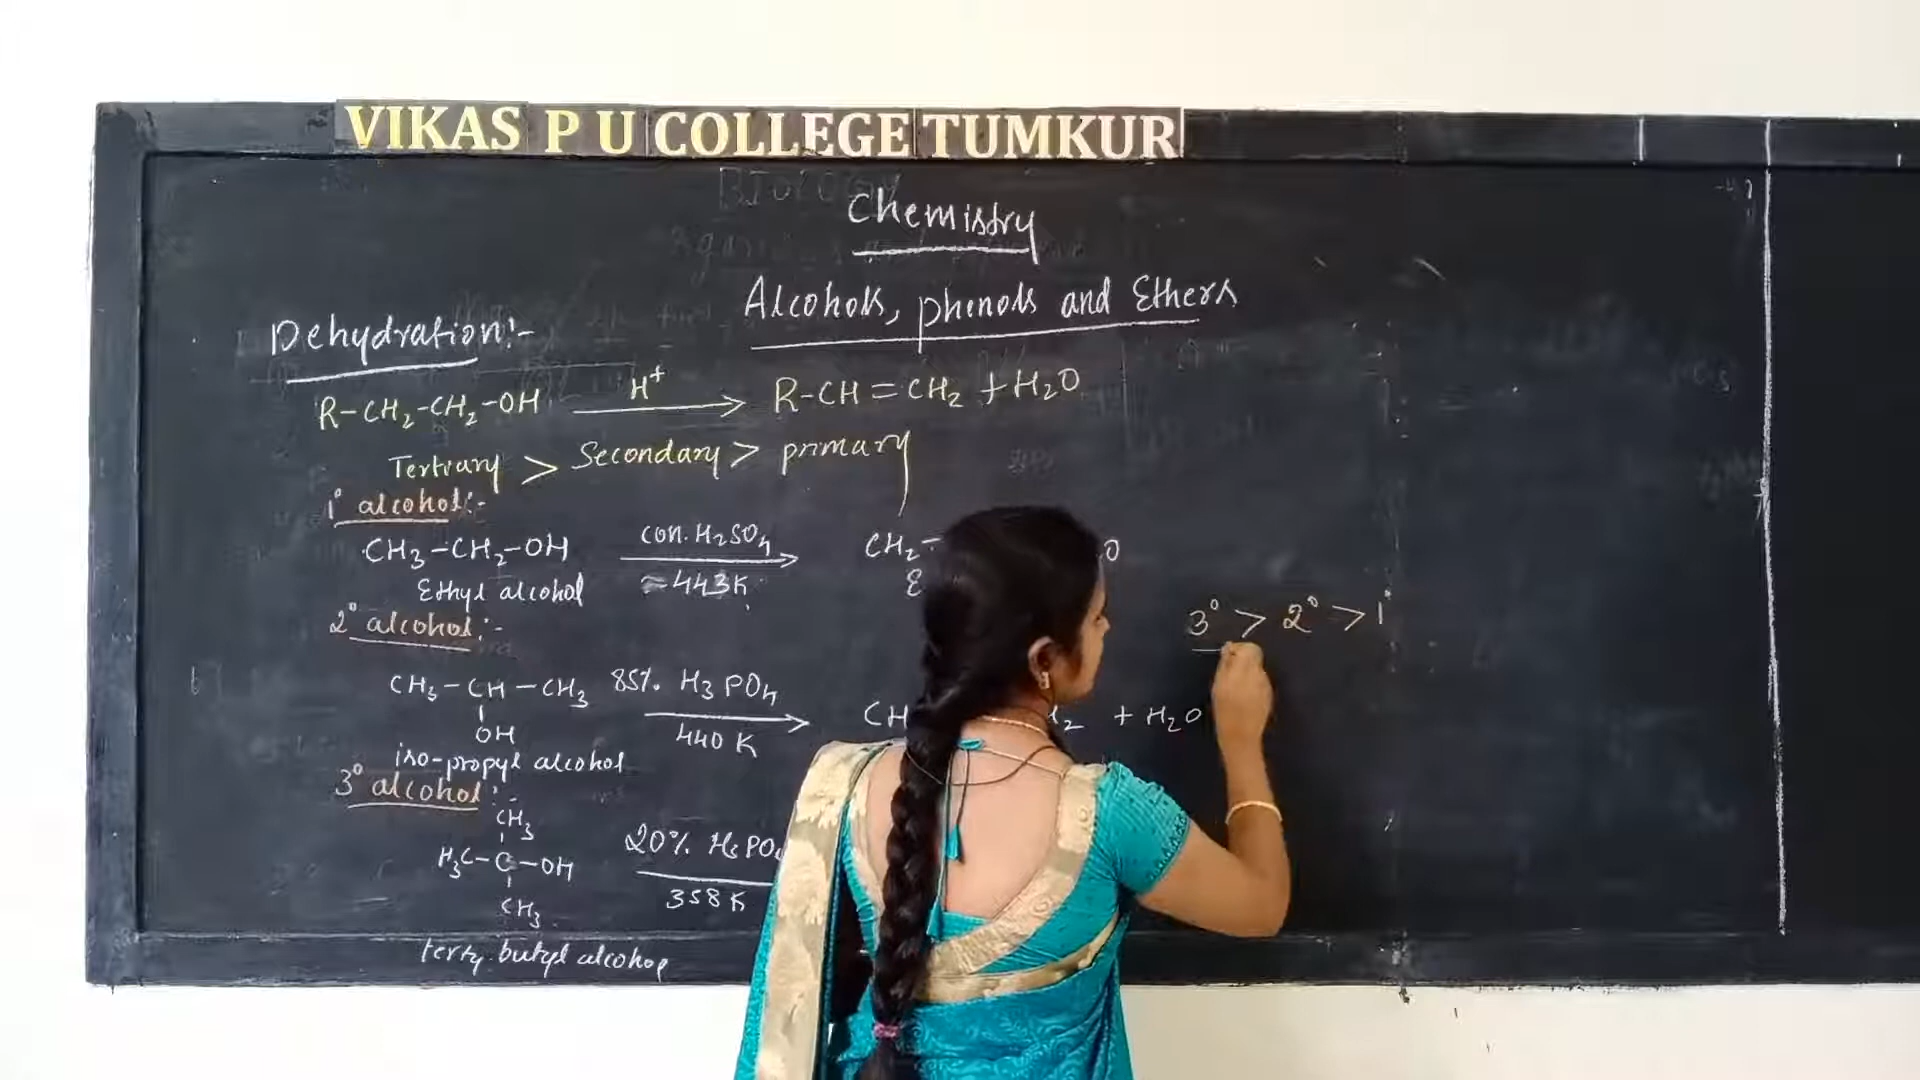 VIKAS P U COLLEGE TUMKUR
BIOLOGY
Chemistry
Alcohols, phenols and Ethers
Dehydration:-
R-CH₂-CH₂-OH H⁺ R-CH=CH₂ + H₂O
Tertiary > Secondary > primary
1° alcohol:-
CH₃-CH₂-OH con. H₂SO₄ CH₂ O
Ethyl alcohol ≈443K E
2° alcohol:-
3° > 2° > 1°
CH₃-CH-CH₃ 85% H₃PO₄ CH H₂ + H₂O
OH 440 K
iso-propyl alcohol
3° alcohol:-
CH₃
H₃C-C-OH 20% H₃PO₄
CH₃ 358 K
terty butyl alcohol